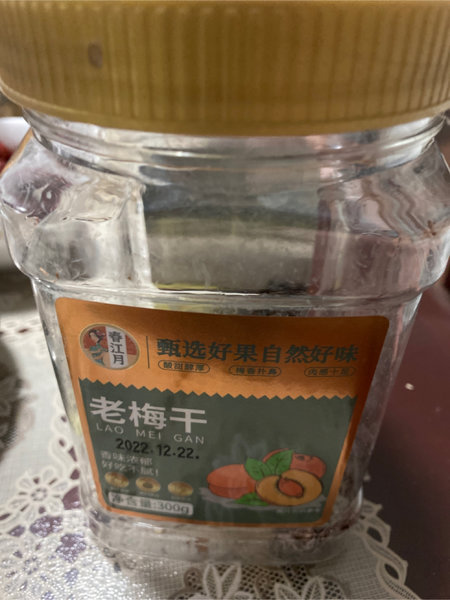 春江月
甄选好果自然好味
酸甜醇厚 梅香扑鼻 肉感十足
老梅干
LAO MEI GAN
2022.12.22.
香味浓郁
好吃不腻!
净含量:300g